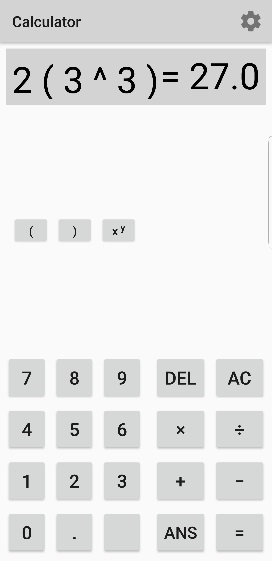 Calculator
2 ( 3 ^ 3 )= 27.0
( ) xʸ
7 8 9 DEL AC
4 5 6 × ÷
1 2 3 + −
0 . ANS =